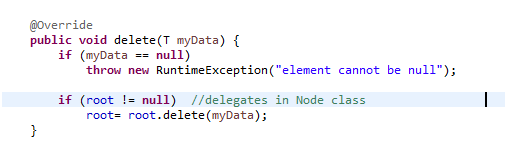 @Override
public void delete(T myData) {
    if (myData == null)
        throw new RuntimeException("element cannot be null");

    if (root != null)  //delegates in Node class
        root= root.delete(myData);
}